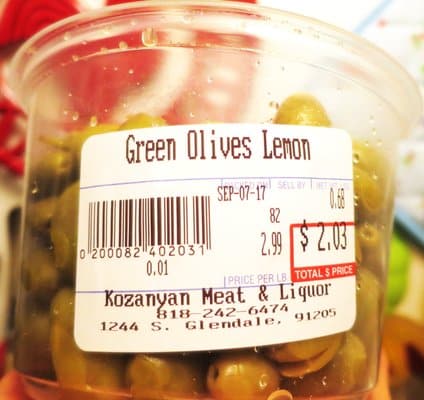 Green Olives Lemon
SELL BY
SEP-07-17
0.68
82
2.99
$ 2.03
0 200082 402031
0.01
PRICE PER LB
TOTAL $ PRICE
Kozanyan Meat & Liquor
818-242-6474
1244 S. Glendale, 91205